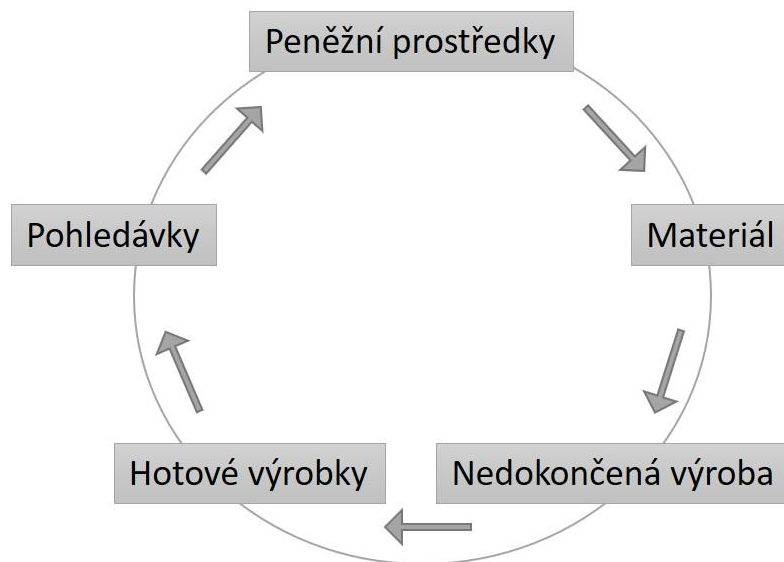 Peněžní prostředky
Pohledávky
Materiál
Hotové výrobky
Nedokončená výroba